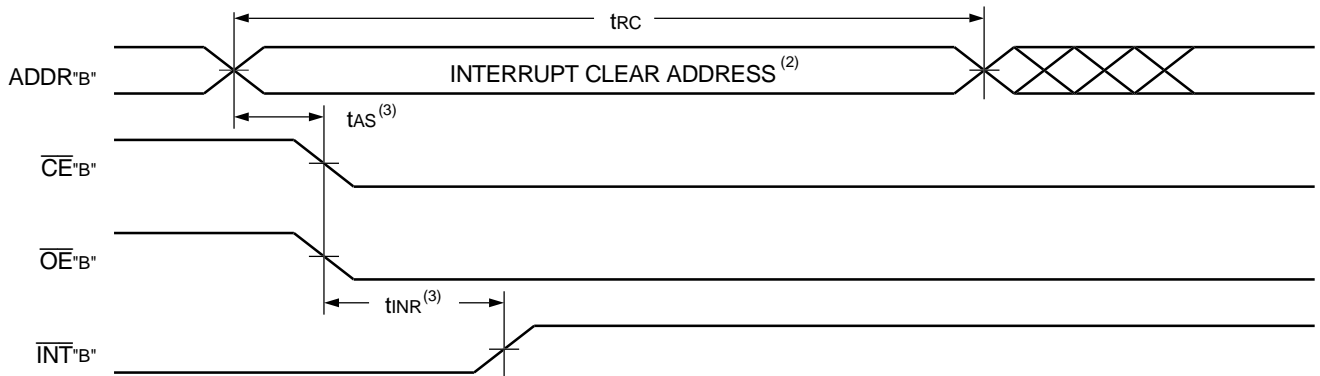 tRC
ADDR"B"
INTERRUPT CLEAR ADDRESS(2)
tAS(3)
CE"B"
OE"B"
tINR(3)
INT"B"